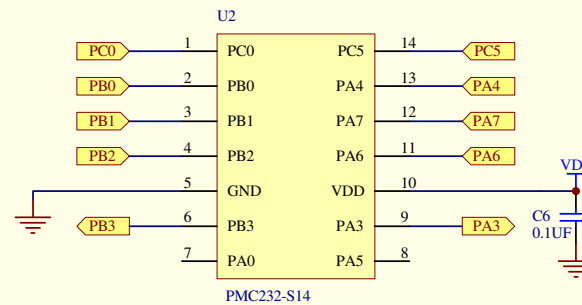 U2
PC0 1 PC0 PC5 14 PC5
PB0 2 PB0 PA4 13 PA4
PB1 3 PB1 PA7 12 PA7
PB2 4 PB2 PA6 11 PA6
5 GND VDD 10
VD
PB3 6 PB3 PA3 9 PA3
C6
0.1UF
7 PA0 PA5 8
PMC232-S14